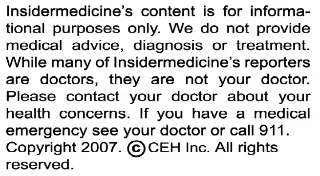 Insidermedicine's content is for informa-
tional purposes only. We do not provide
medical advice, diagnosis or treatment.
While many of Insidermedicine's reporters
are doctors, they are not your doctor.
Please contact your doctor about your
health concerns. If you have a medical
emergency see your doctor or call 911.
Copyright 2007. © CEH Inc. All rights
reserved.